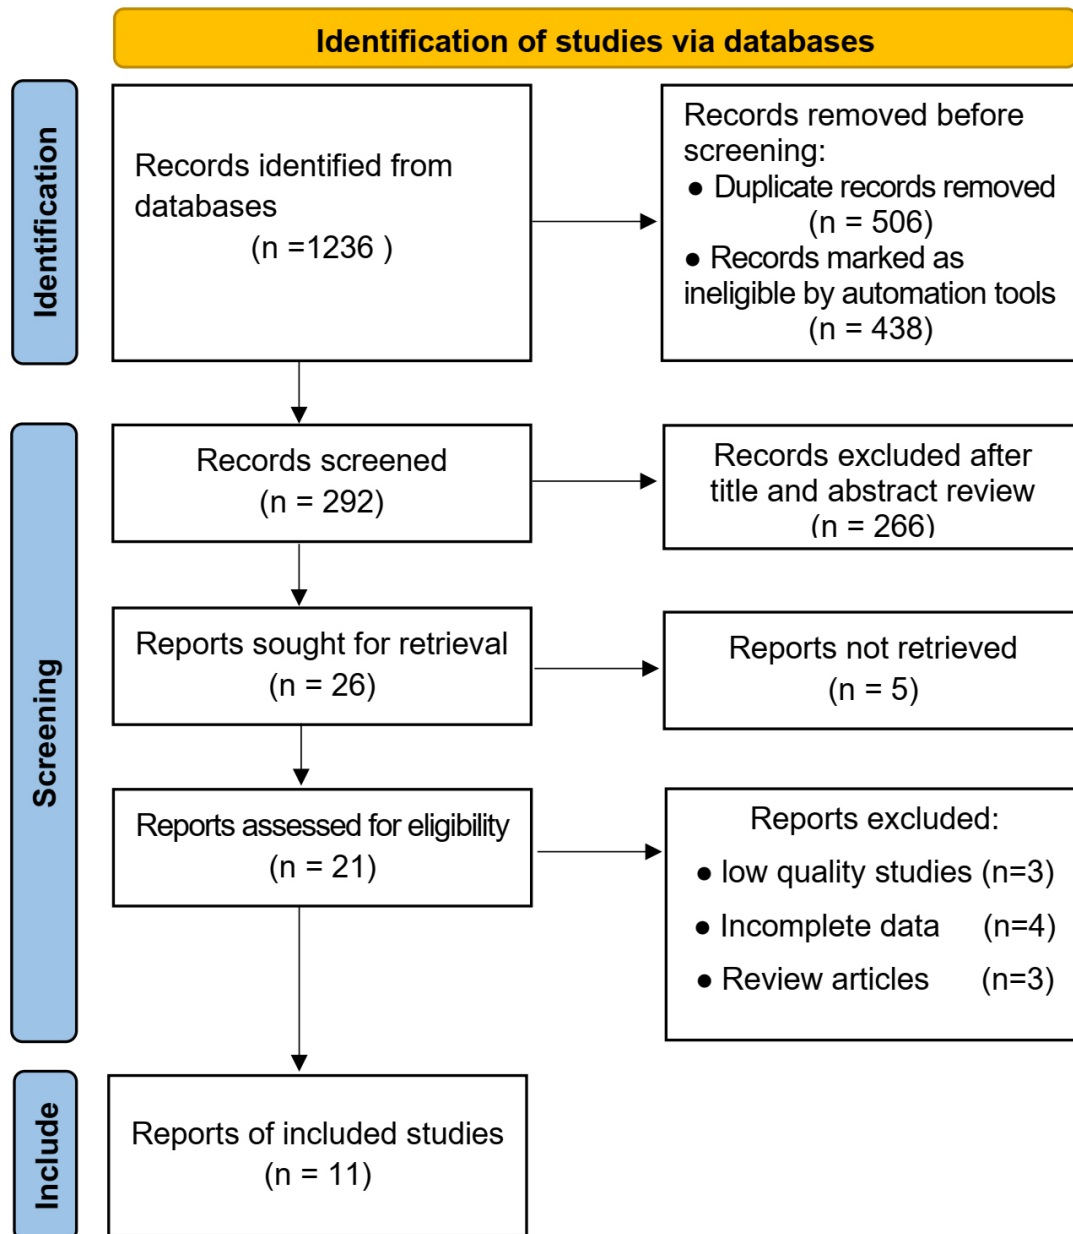 Identification of studies via databases
Identification
Records identified from
databases
(n =1236 )
Records removed before
screening:
● Duplicate records removed
(n = 506)
● Records marked as
ineligible by automation tools
(n = 438)
Screening
Records screened
(n = 292)
Records excluded after
title and abstract review
(n = 266)
Reports sought for retrieval
(n = 26)
Reports not retrieved
(n = 5)
Reports assessed for eligibility
(n = 21)
Reports excluded:
● low quality studies (n=3)
● Incomplete data (n=4)
● Review articles (n=3)
Include
Reports of included studies
(n = 11)